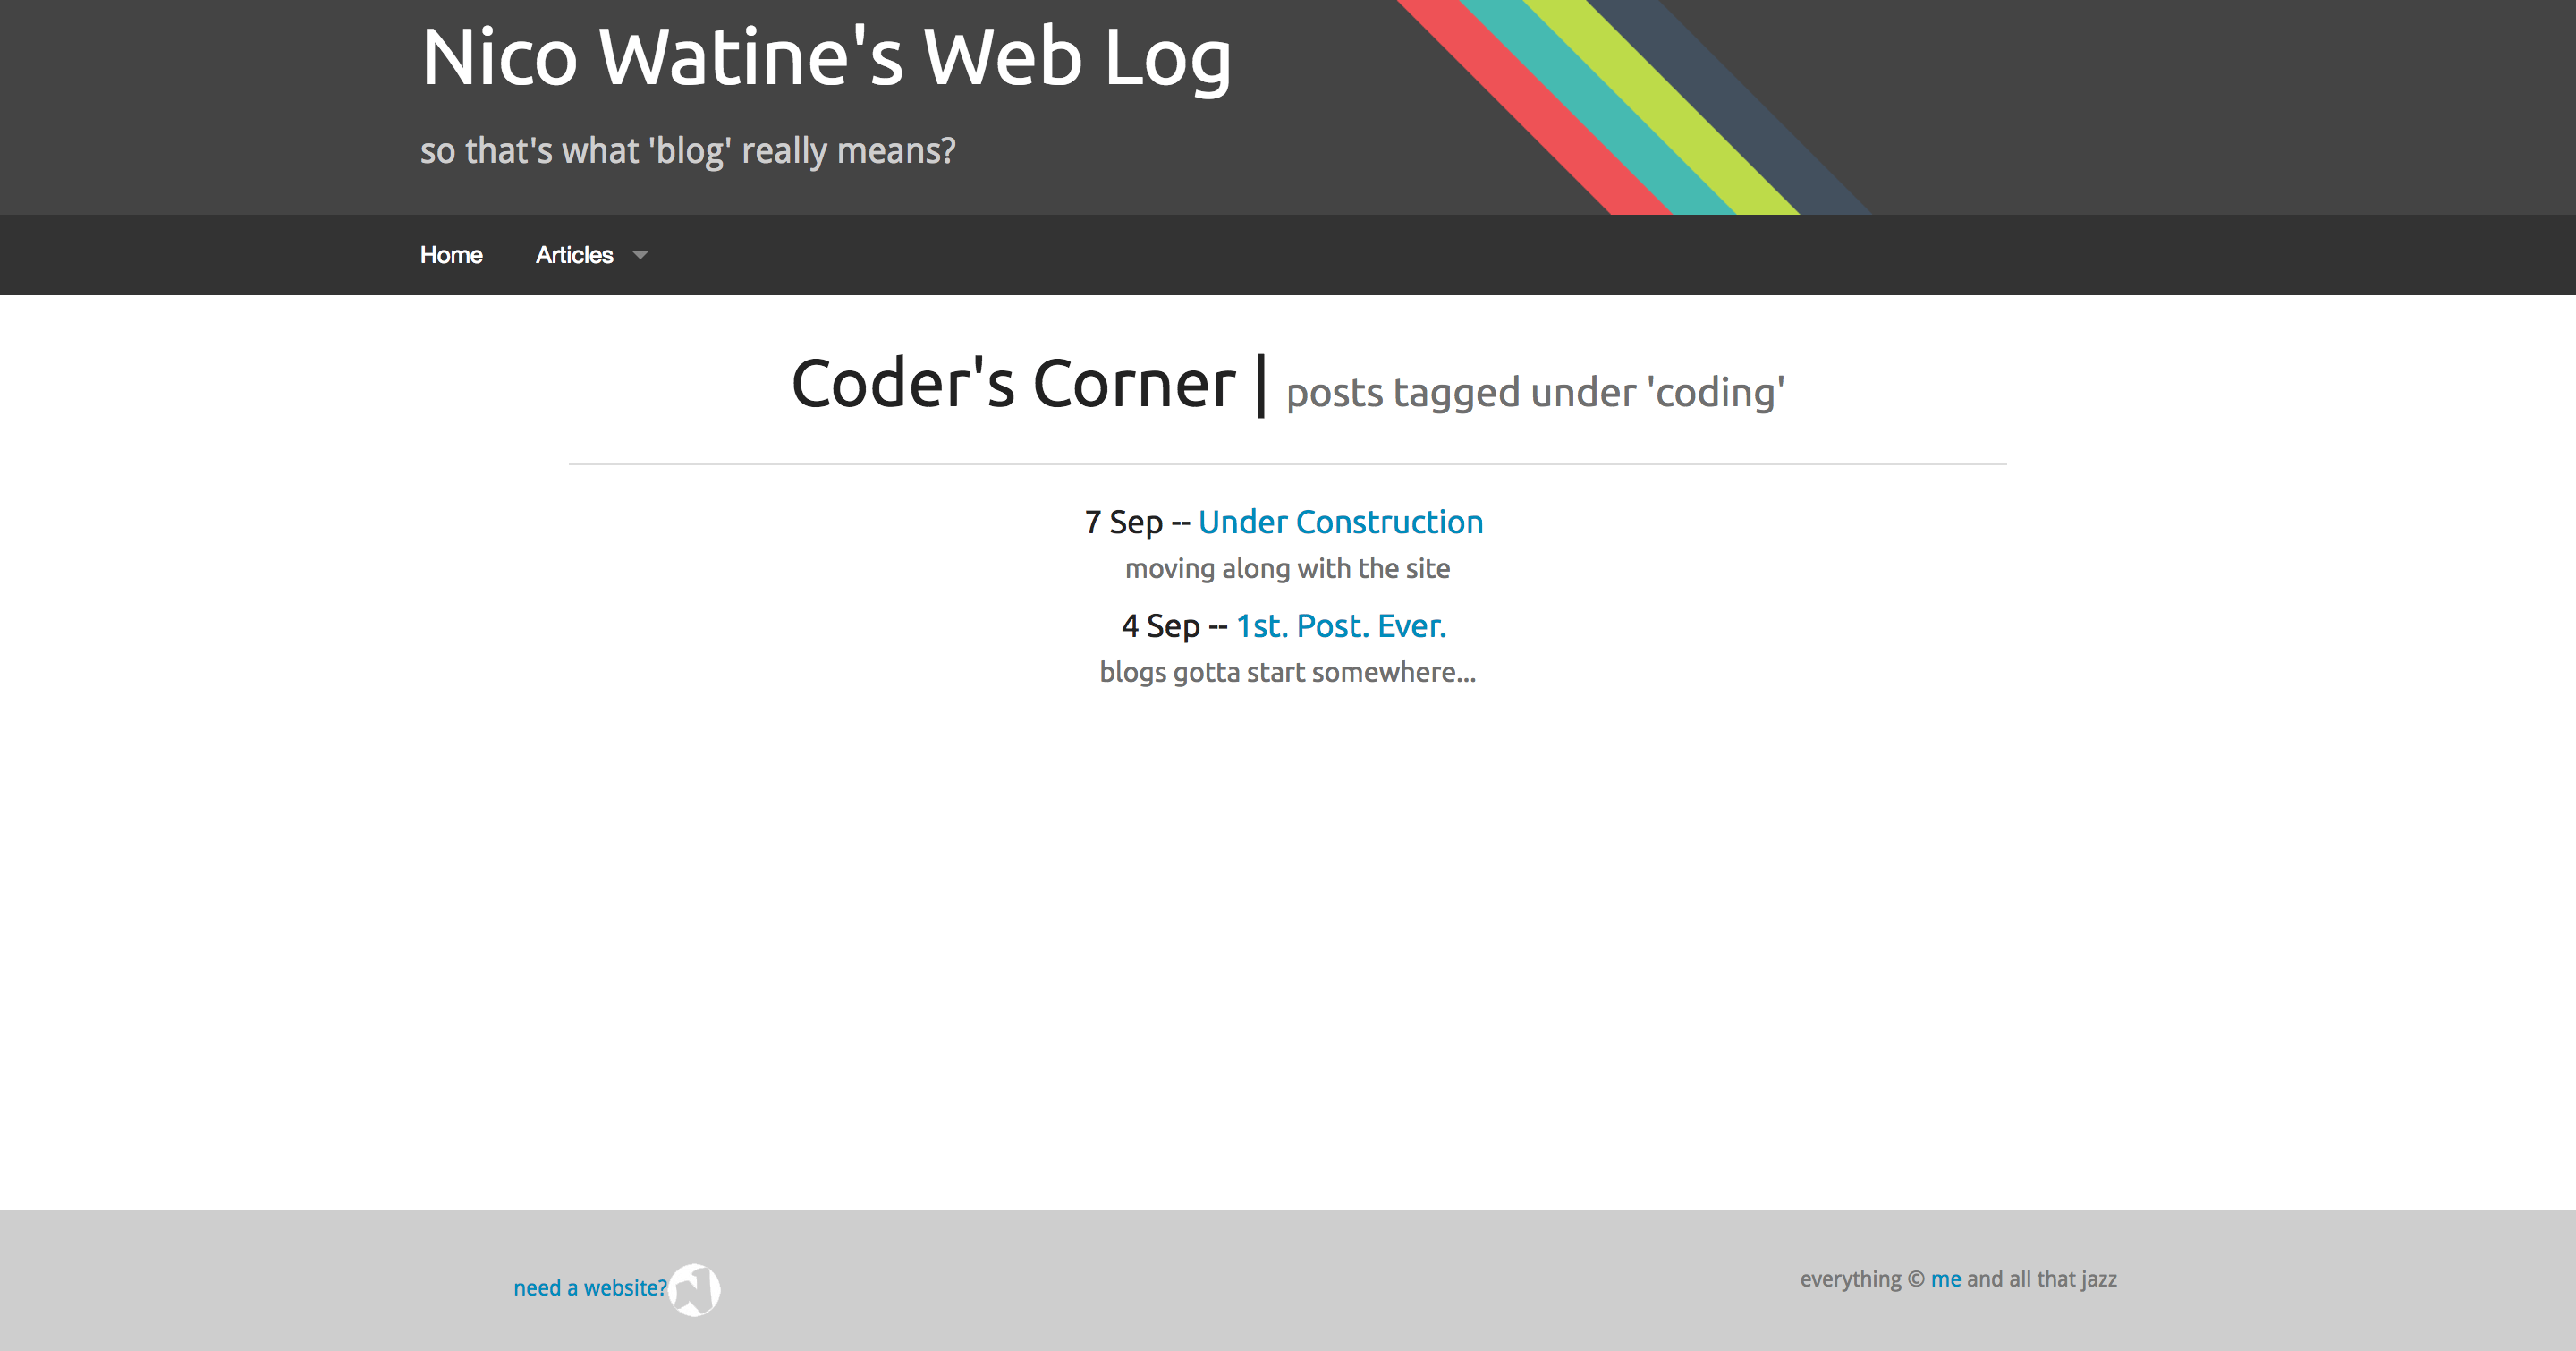 Nico Watine's Web Log
so that's what 'blog' really means?
Home Articles
Coder's Corner | posts tagged under 'coding'
7 Sep -- Under Construction
moving along with the site
4 Sep -- 1st. Post. Ever.
blogs gotta start somewhere...
need a website?
everything © me and all that jazz